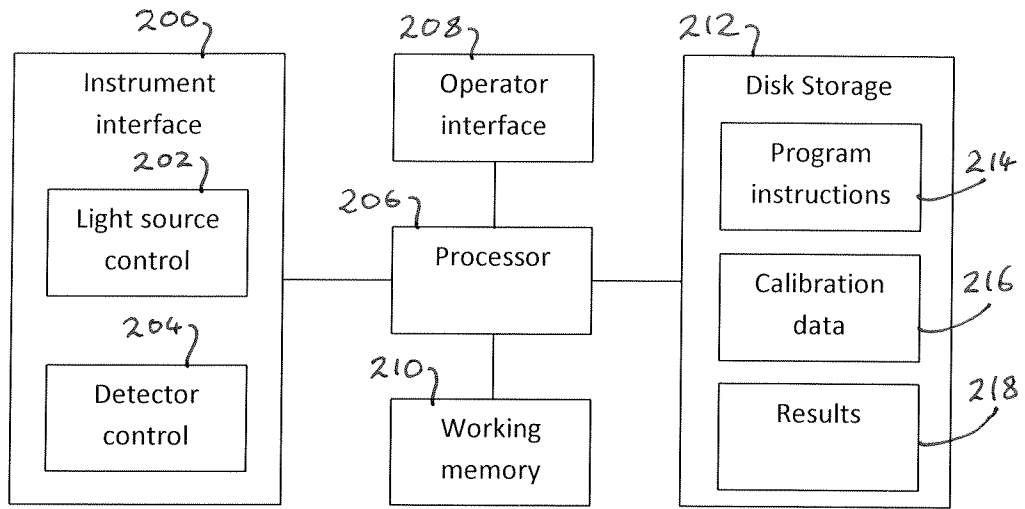 200
Instrument
interface
202
Light source
control
204
Detector
control
208
Operator
interface
206
Processor
210
Working
memory
212
Disk Storage
Program
instructions
214
Calibration
data
216
Results
218